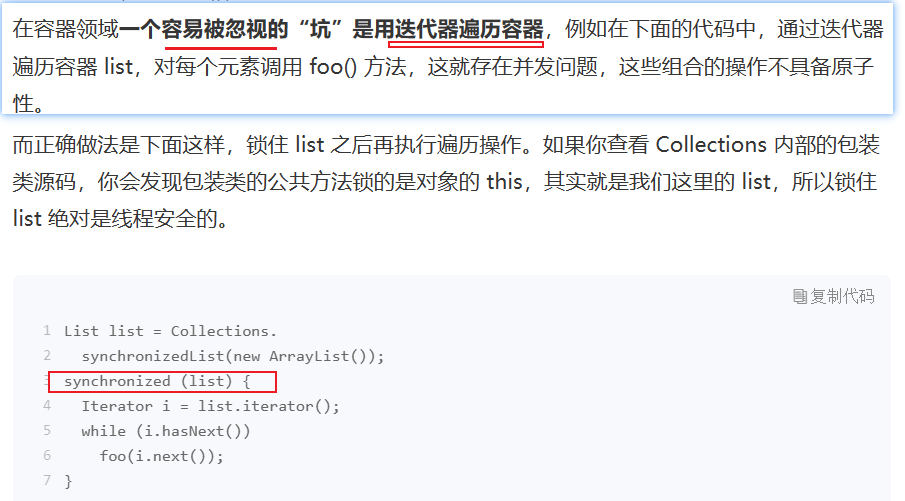 在容器领域一个容易被忽视的“坑”是用迭代器遍历容器，例如在下面的代码中，通过迭代器
遍历容器 list，对每个元素调用 foo() 方法，这就存在并发问题，这些组合的操作不具备原子
性。
而正确做法是下面这样，锁住 list 之后再执行遍历操作。如果你查看 Collections 内部的包装
类源码，你会发现包装类的公共方法锁的是对象的 this，其实就是我们这里的 list，所以锁住
list 绝对是线程安全的。
复制代码
1 List list = Collections.
2 synchronizedList(new ArrayList());
3 synchronized (list) {
4 Iterator i = list.iterator();
5 while (i.hasNext())
6 foo(i.next());
7 }